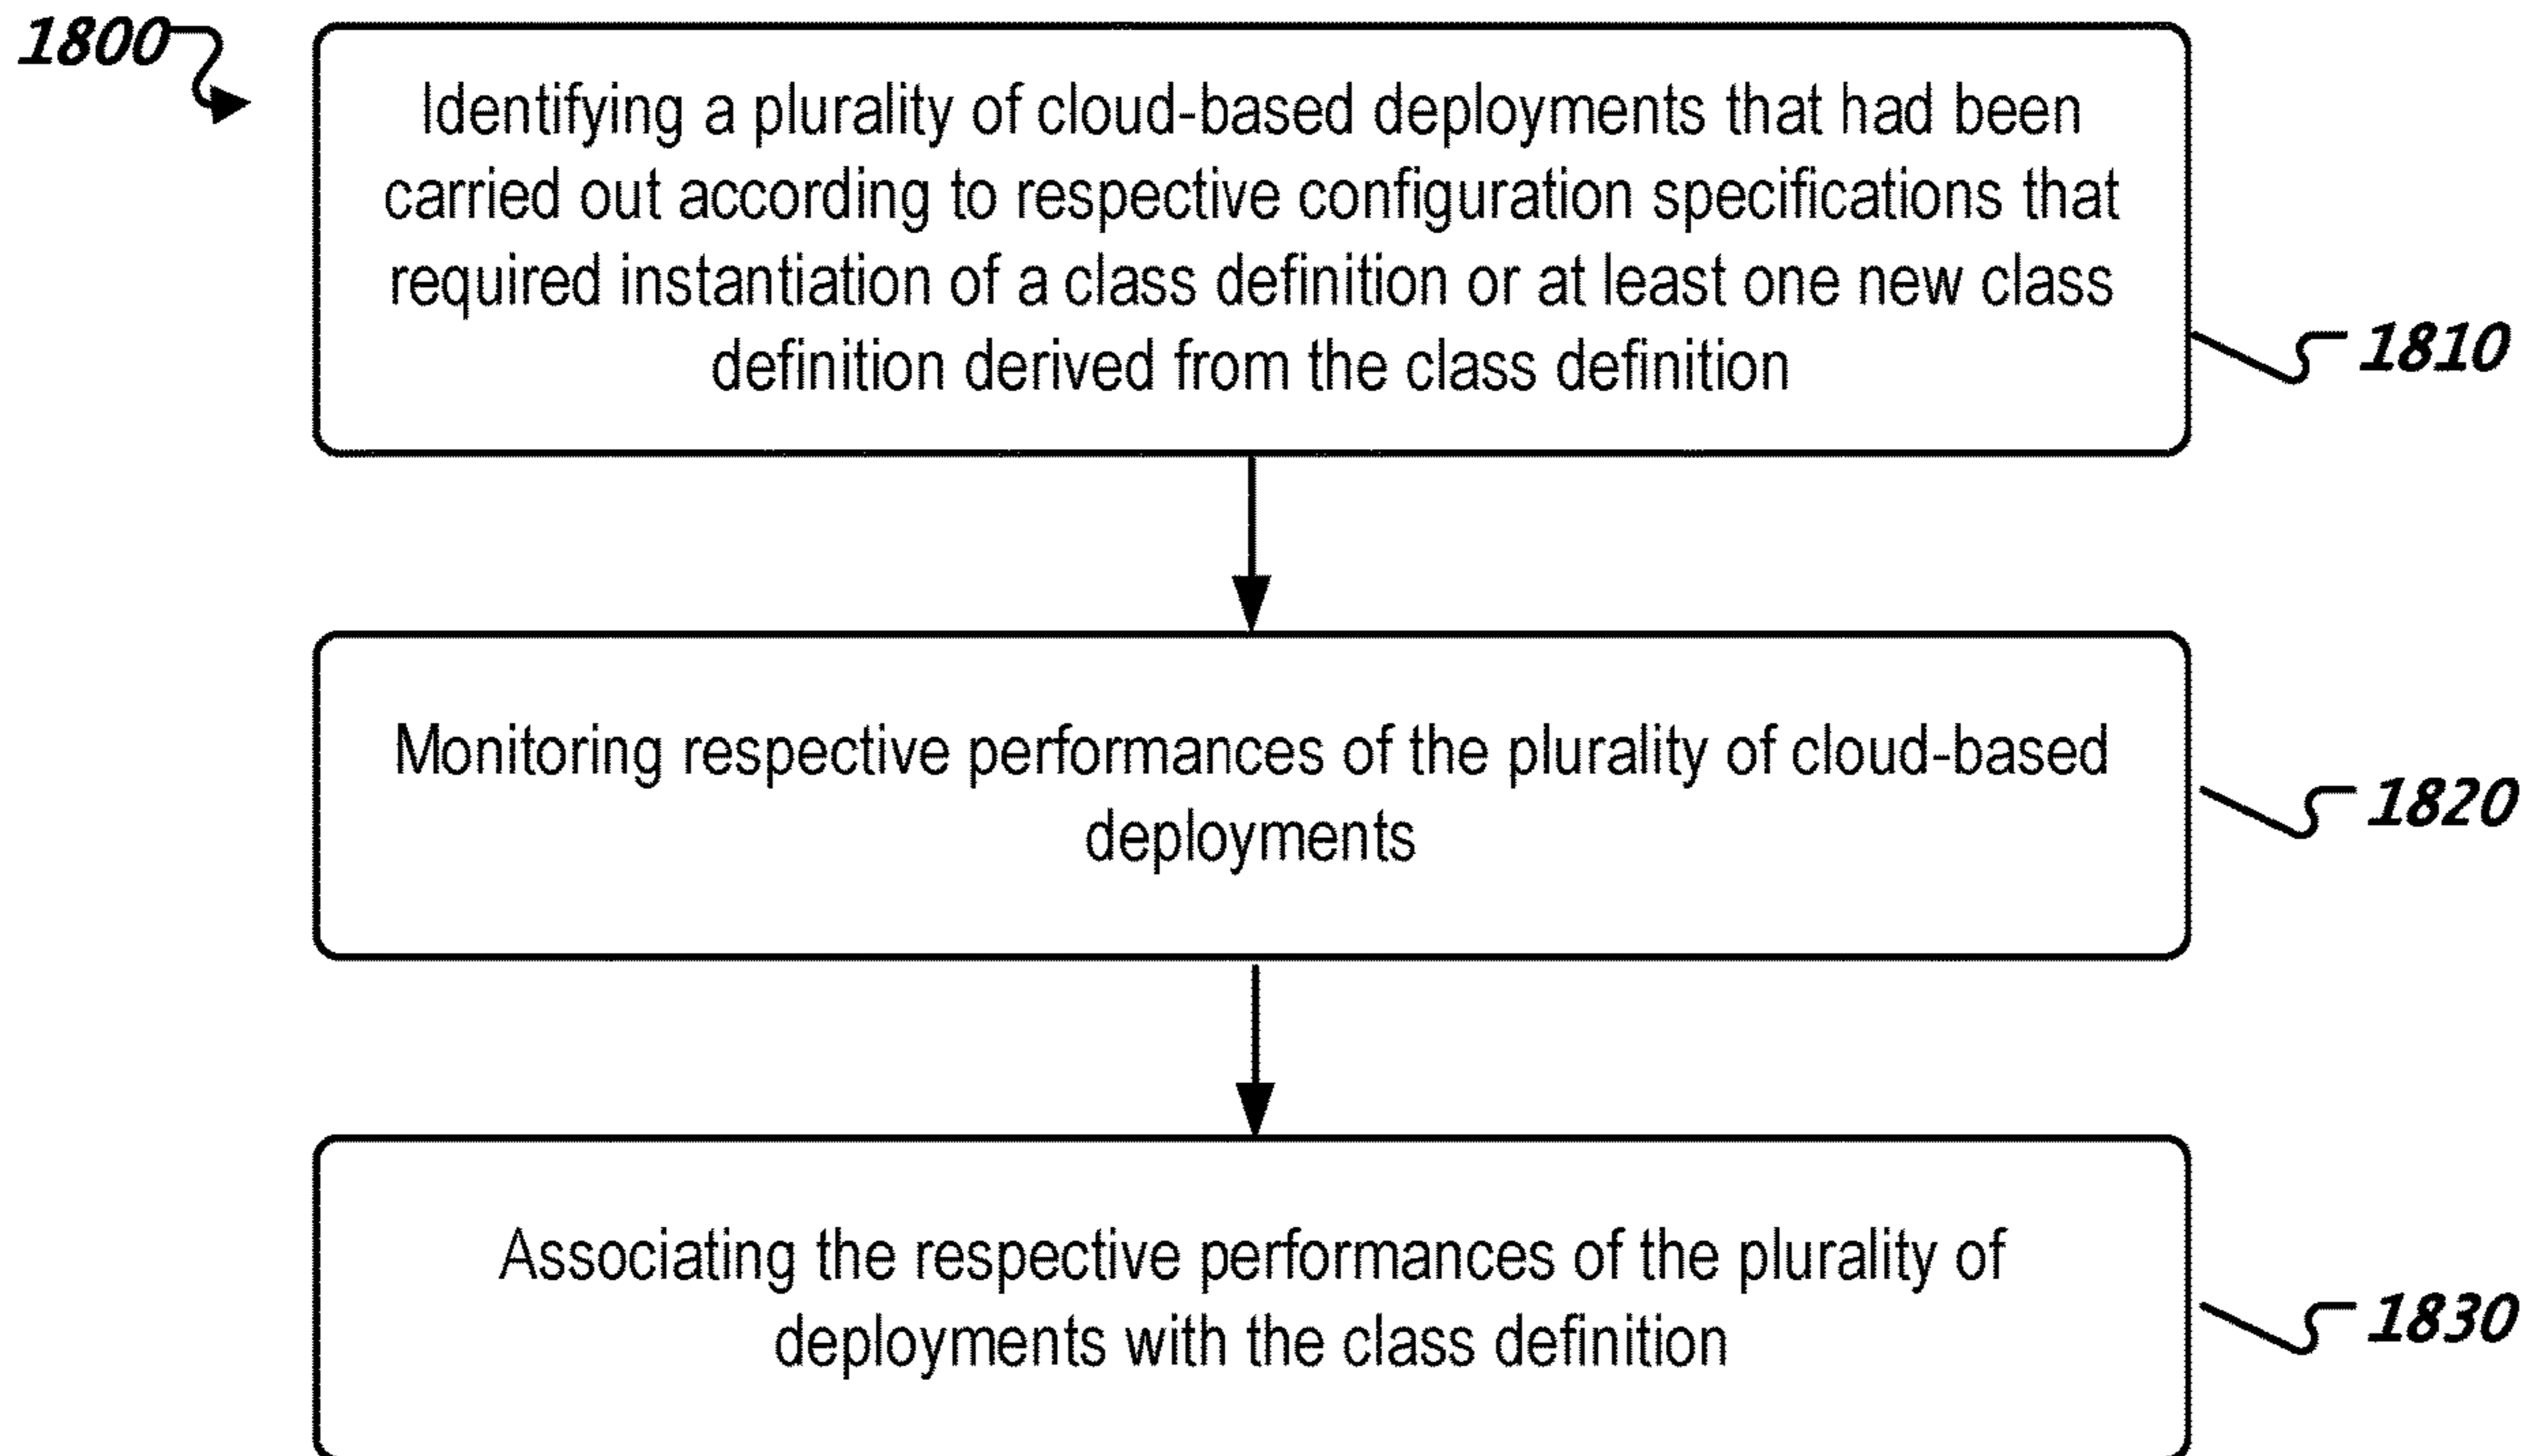 1800
Identifying a plurality of cloud-based deployments that had been
carried out according to respective configuration specifications that
required instantiation of a class definition or at least one new class
definition derived from the class definition
1810
Monitoring respective performances of the plurality of cloud-based
deployments
1820
Associating the respective performances of the plurality of
deployments with the class definition
1830